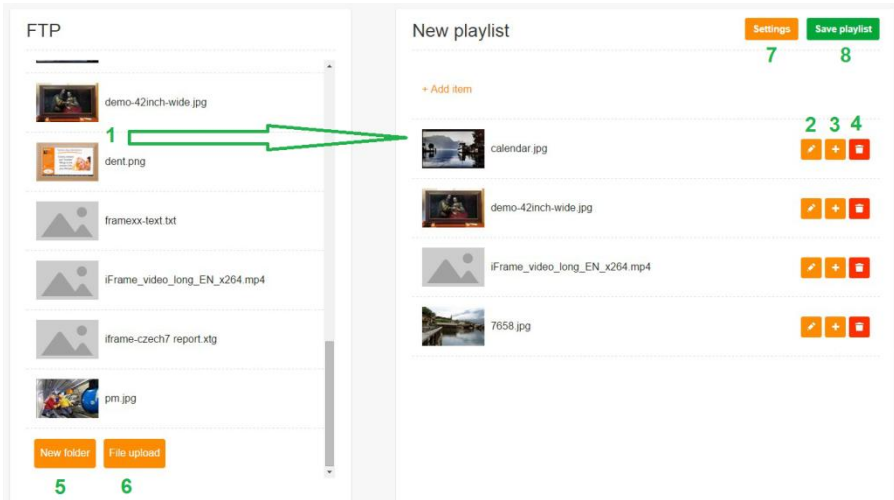 FTP
demo-42inch-wide.jpg
1
dent.png
framexx-text.txt
iFrame_video_long_EN_x264.mp4
iframe-czech7 report.xtg
pm.jpg
New folder
File upload
5
6
New playlist
Settings
Save playlist
7
8
+ Add item
2 3 4
calendar.jpg
demo-42inch-wide.jpg
iFrame_video_long_EN_x264.mp4
7658.jpg